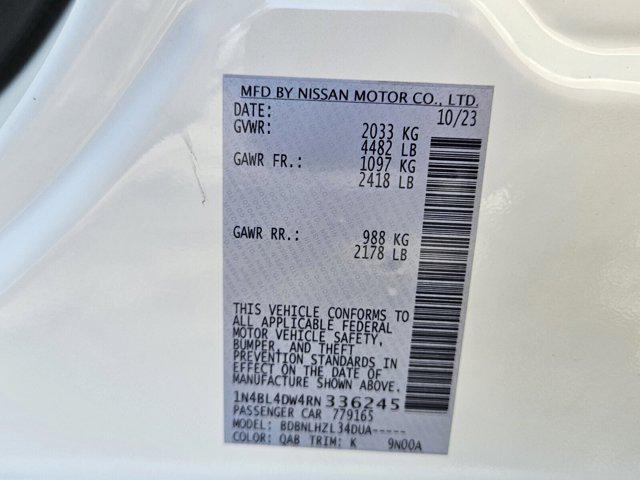 MFD BY NISSAN MOTOR CO., LTD.
DATE: 10/23
GVWR: 2033 KG
4482 LB
GAWR FR.: 1097 KG
2418 LB
GAWR RR.: 988 KG
2178 LB
THIS VEHICLE CONFORMS TO
ALL APPLICABLE FEDERAL
MOTOR VEHICLE SAFETY,
BUMPER, AND THEFT
PREVENTION STANDARDS IN
EFFECT ON THE DATE OF
MANUFACTURE SHOWN ABOVE.
1N4BL4DW4RN336245
PASSENGER CAR 779165
MODEL: BDBNLHZL34DUA-----
COLOR: QAB TRIM: K 9N00A